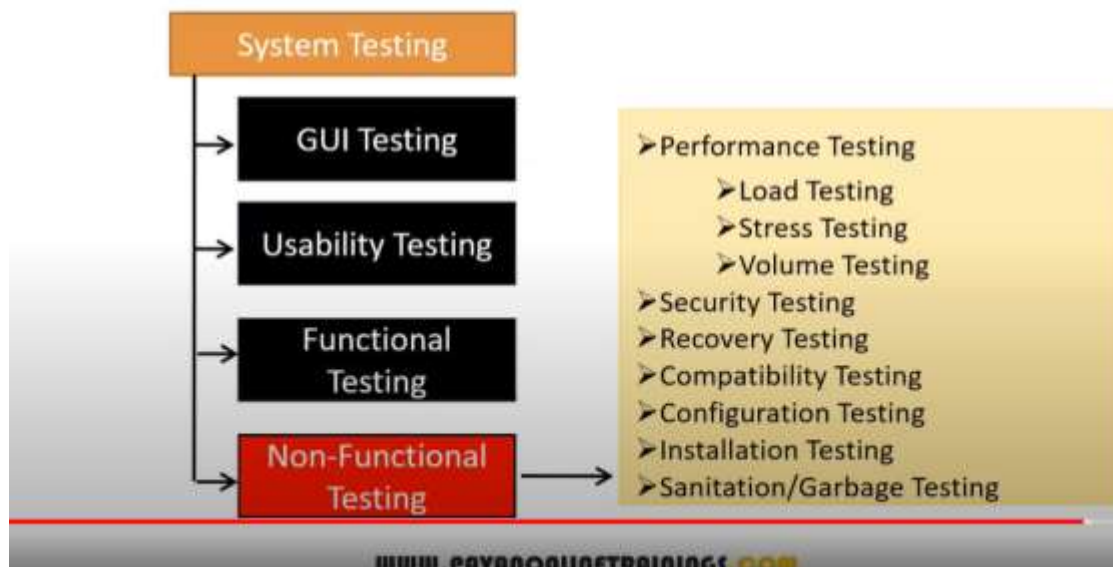 System Testing
GUI Testing
Usability Testing
Functional
Testing
Non-Functional
Testing
➢Performance Testing
➢Load Testing
➢Stress Testing
➢Volume Testing
➢Security Testing
➢Recovery Testing
➢Compatibility Testing
➢Configuration Testing
➢Installation Testing
➢Sanitation/Garbage Testing